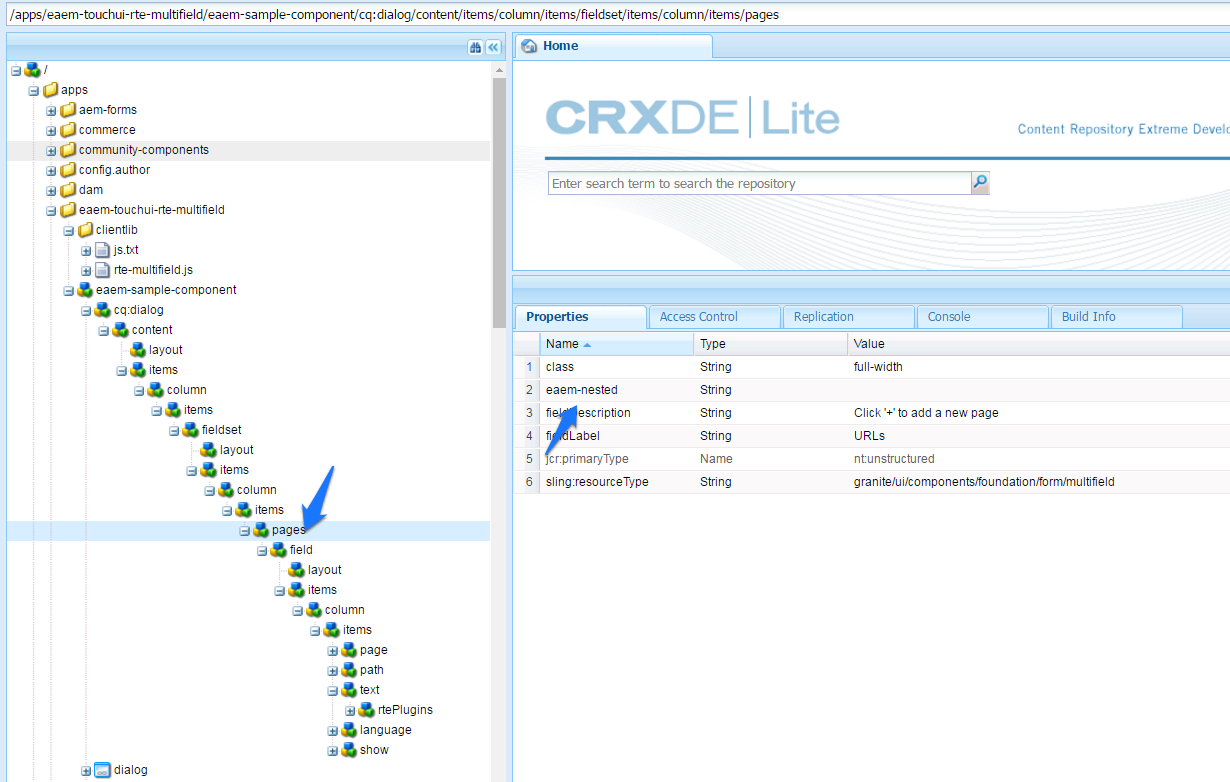 /apps/eaem-touchui-rte-multifield/eaem-sample-component/cq:dialog/content/items/column/items/fieldset/items/column/items/pages
/
apps
aem-forms
commerce
community-components
config.author
dam
eaem-touchui-rte-multifield
clientlib
js.txt
rte-multifield.js
eaem-sample-component
cq:dialog
content
layout
items
column
items
fieldset
layout
items
column
items
pages
field
layout
items
column
items
page
path
text
rtePlugins
language
show
dialog
Home
CRXDE Lite
Content Repository Extreme Develo
Enter search term to search the repository
Properties Access Control Replication Console Build Info
Name Type Value
1 class String full-width
2 eaem-nested String
3 fieldDescription String Click '+' to add a new page
4 fieldLabel String URLs
5 jcr:primaryType Name nt:unstructured
6 sling:resourceType String granite/ui/components/foundation/form/multifield